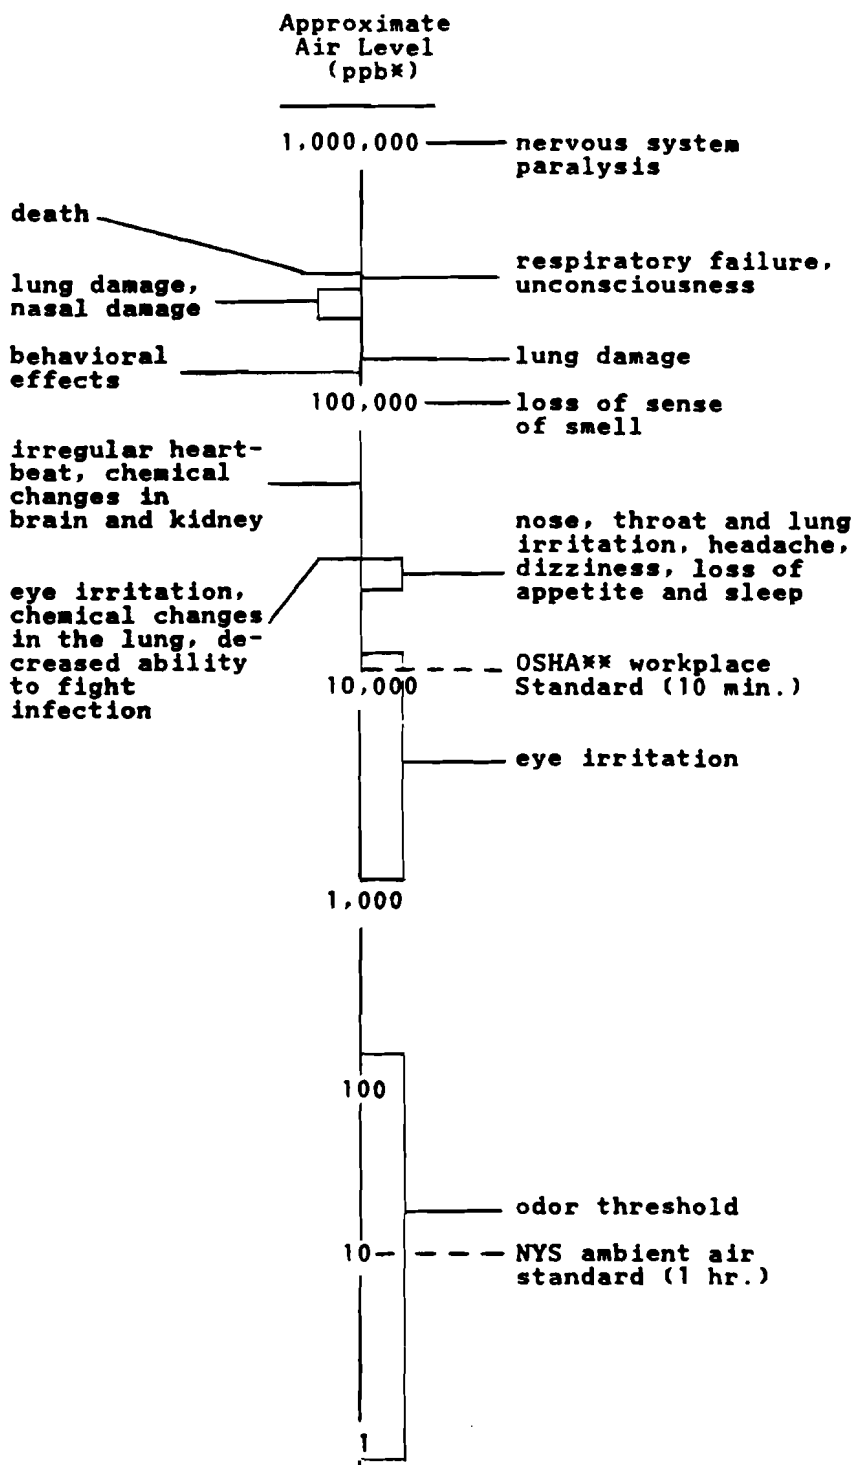 Approximate
Air Level
(ppb*)
1,000,000
nervous system
paralysis
death
respiratory failure,
unconsciousness
lung damage,
nasal damage
behavioral
effects
lung damage
100,000
loss of sense
of smell
irregular heart-
beat, chemical
changes in
brain and kidney
nose, throat and lung
irritation, headache,
dizziness, loss of
appetite and sleep
eye irritation,
chemical changes
in the lung, de-
creased ability
to fight
infection
OSHA** workplace
Standard (10 min.)
10,000
eye irritation
1,000
100
odor threshold
10
NYS ambient air
standard (1 hr.)
1